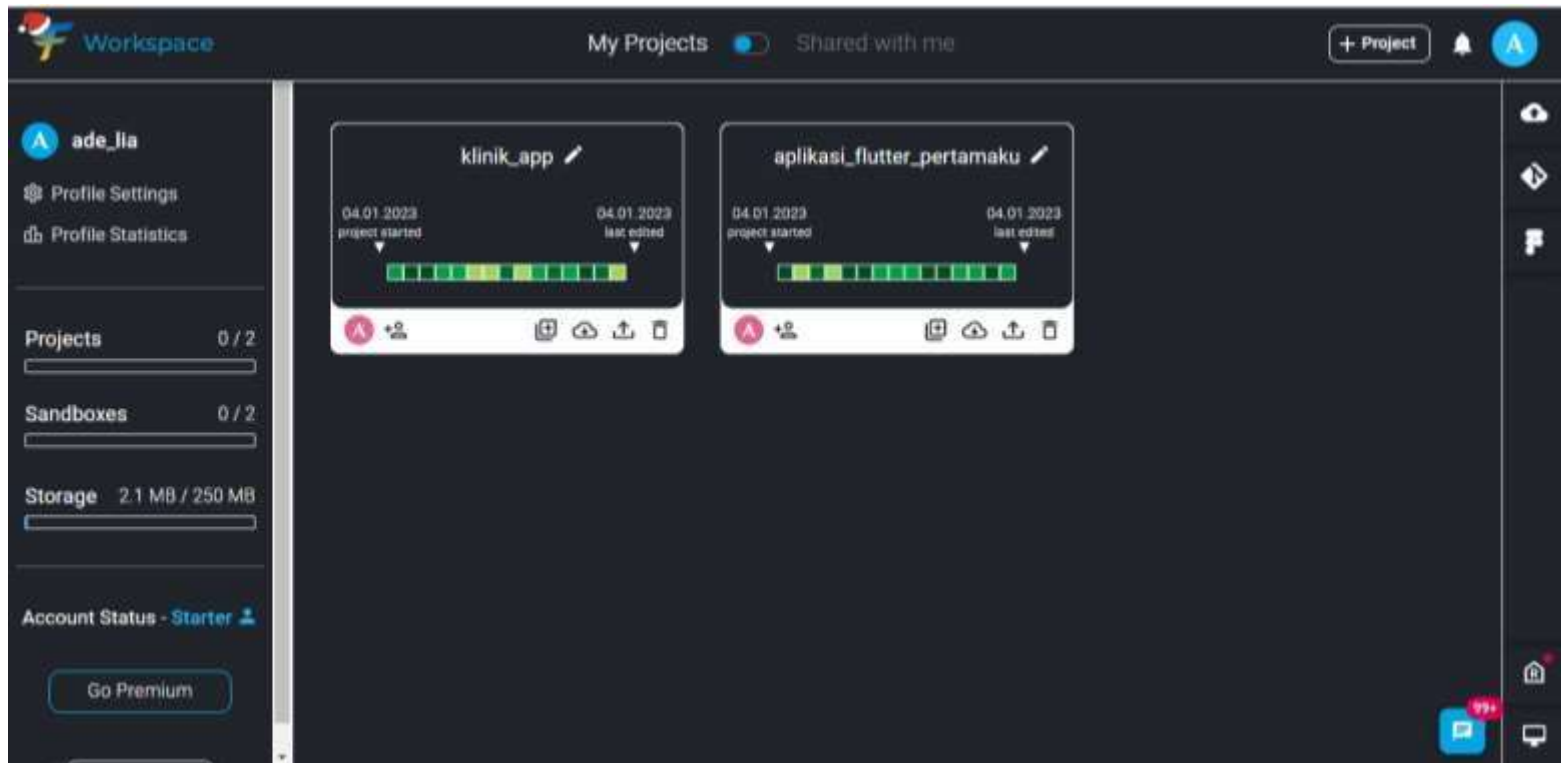 Workspace
My Projects
Shared with me
+ Project
A
A
ade_lia
Profile Settings
Profile Statistics
Projects 0 / 2
Sandboxes 0 / 2
Storage 2.1 MB / 250 MB
Account Status - Starter
Go Premium
klinik_app
04.01.2023
project started
04.01.2023
last edited
A
aplikasi_flutter_pertamaku
04.01.2023
project started
04.01.2023
last edited
A
R
99+